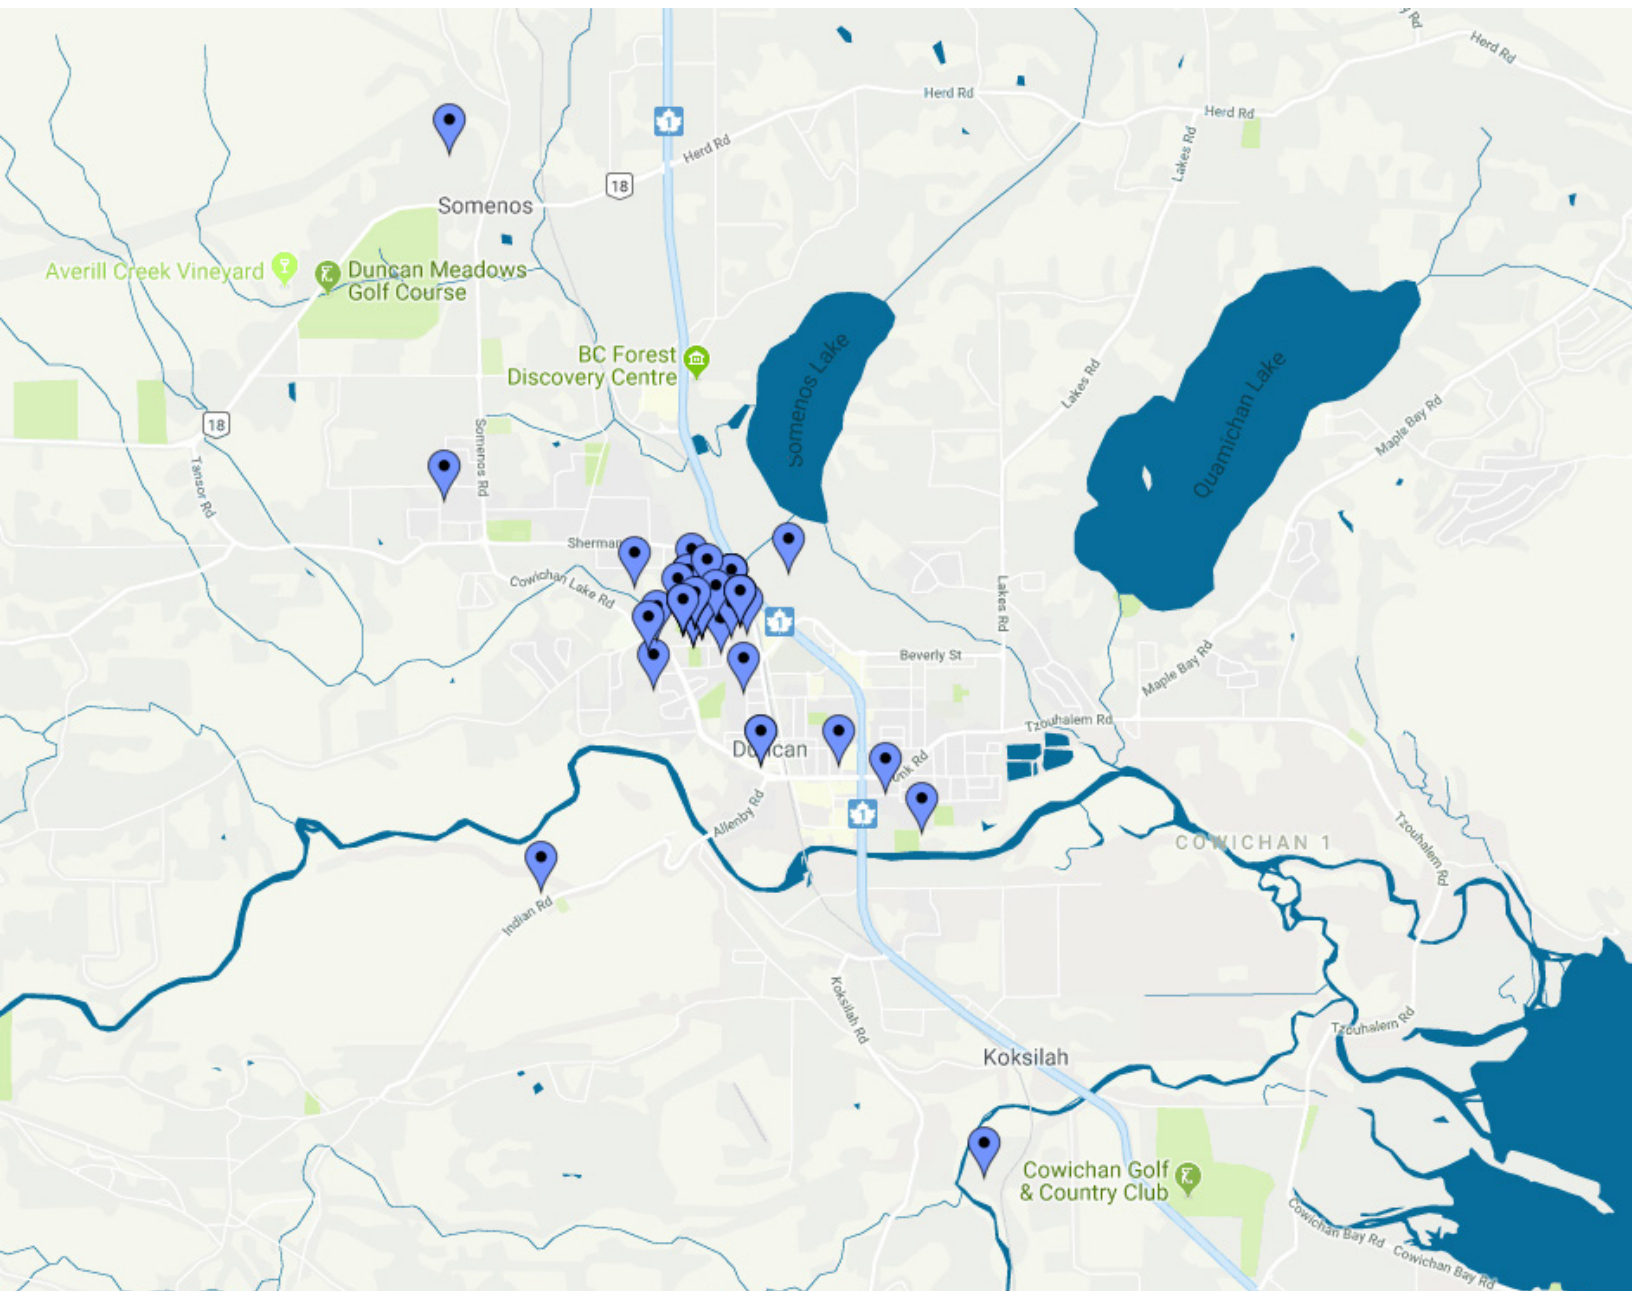 y Rd
Herd Rd
Herd Rd
Herd Rd
1
Herd Rd
Lakes Rd
18
Somenos
Averill Creek Vineyard
Duncan Meadows
Golf Course
BC Forest
Discovery Centre
Somenos Lake
Lakes Rd
Quamichan Lake
Maple Bay Rd
18
Somenos Rd
Tansor Rd
Sherman
Cowichan Lake Rd
Lakes Rd
1
Beverly St
Maple Bay Rd
Tzouhalem Rd
Duncan
nk Rd
Allenby Rd
1
COWICHAN 1
Tzouhalem Rd
Indian Rd
Koksilah Rd
Tzouhalem Rd
Koksilah
Cowichan Golf
& Country Club
Cowichan Bay Rd
Cowichan Bay Rd